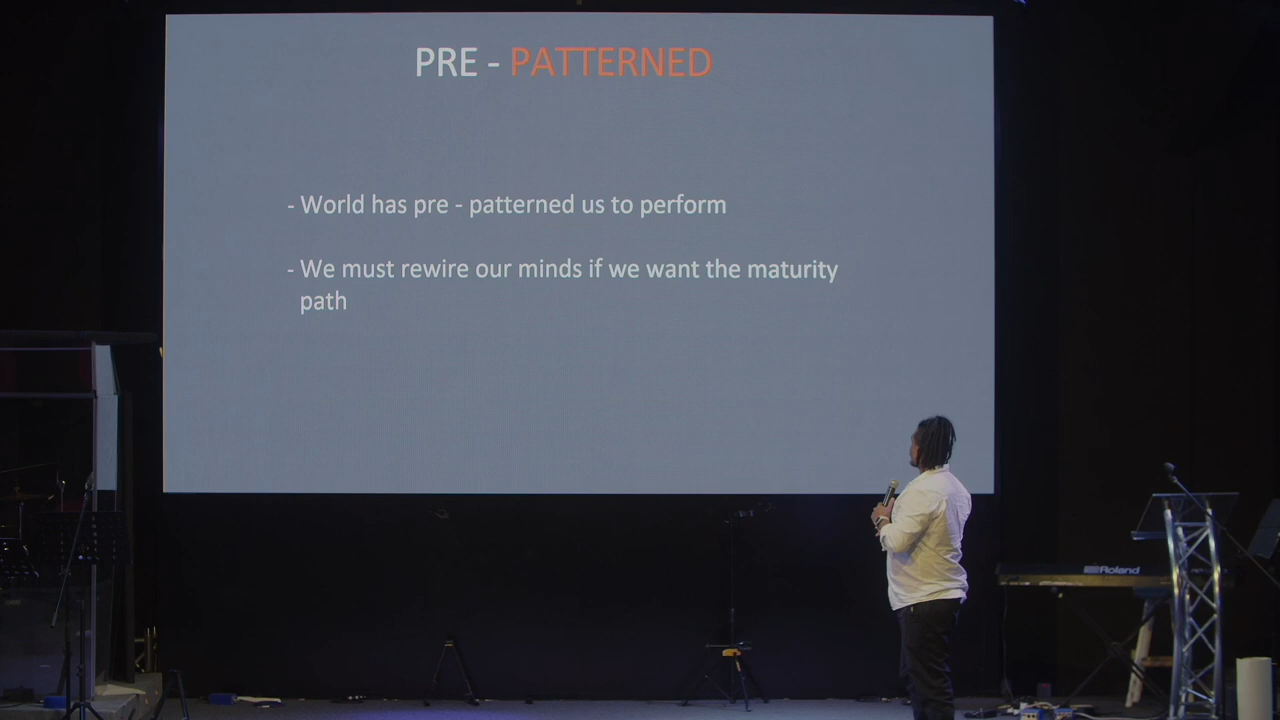 PRE - PATTERNED
- World has pre - patterned us to perform
- We must rewire our minds if we want the maturity
path
Roland